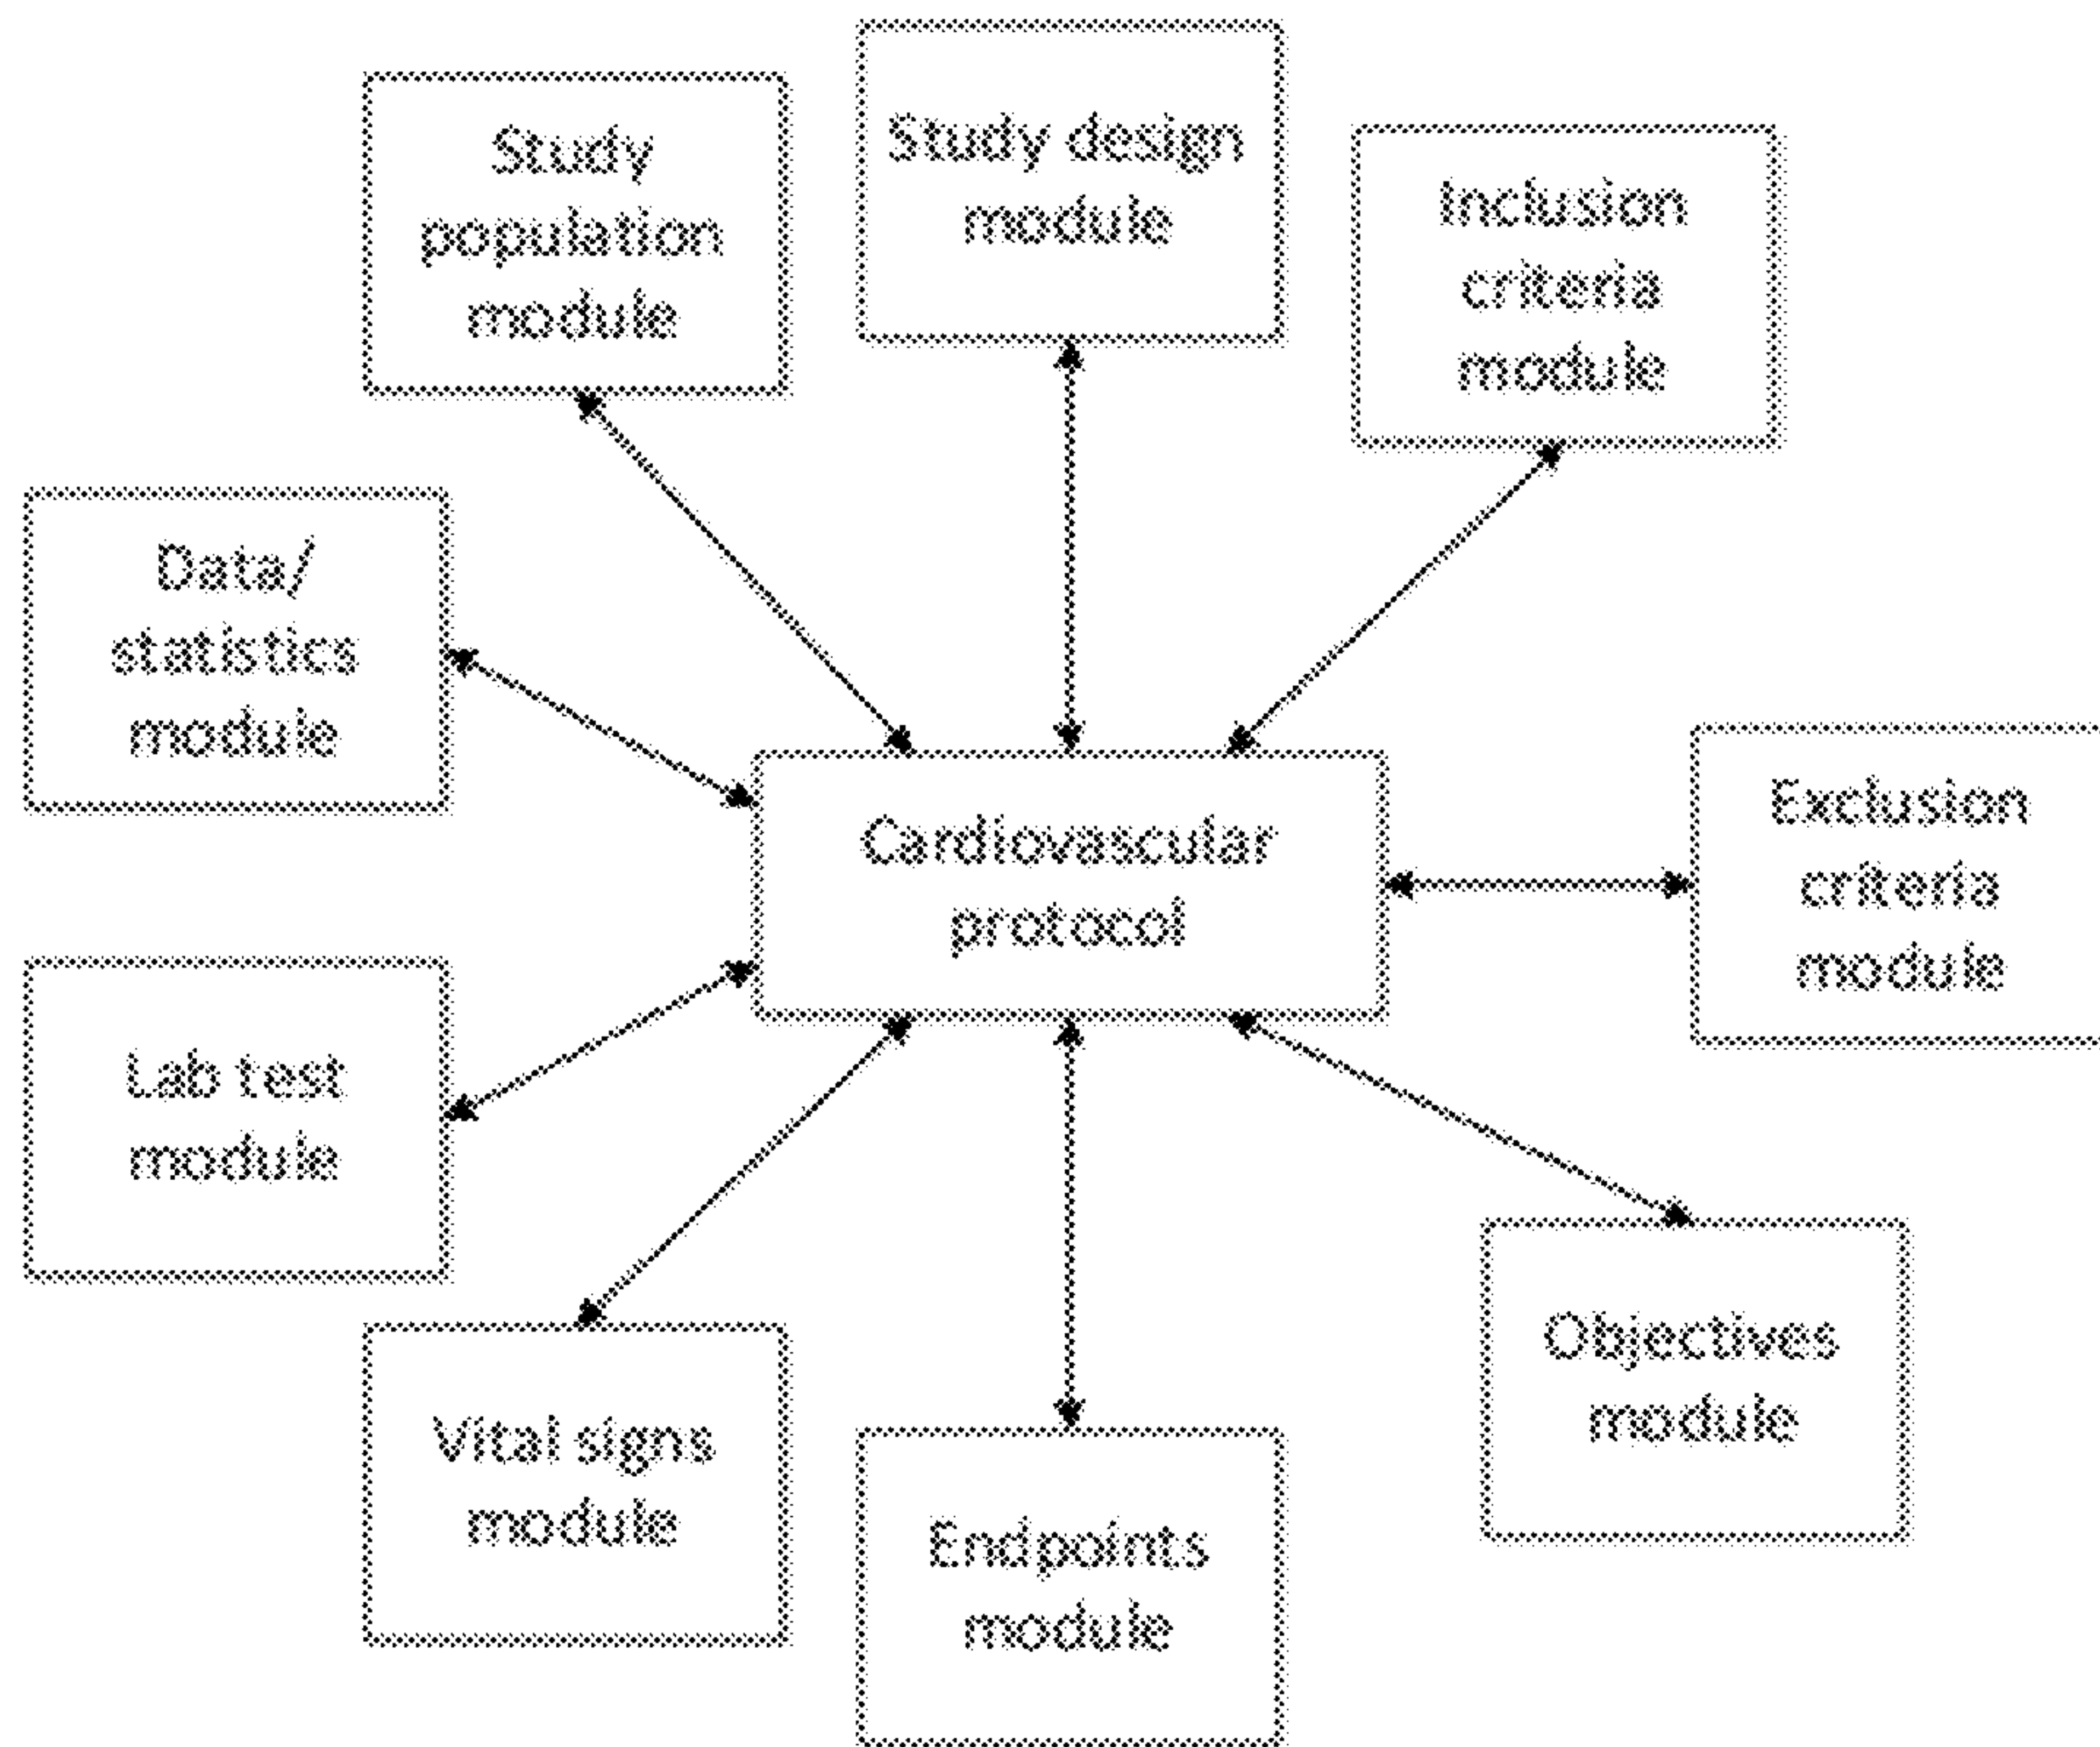 Study design
module
Study
population
module
Inclusion
criteria
module
Data/
statistics
module
Cardiovascular
protocol
Exclusion
criteria
module
Lab test
module
Objectives
module
Vital signs
module
Endpoints
module